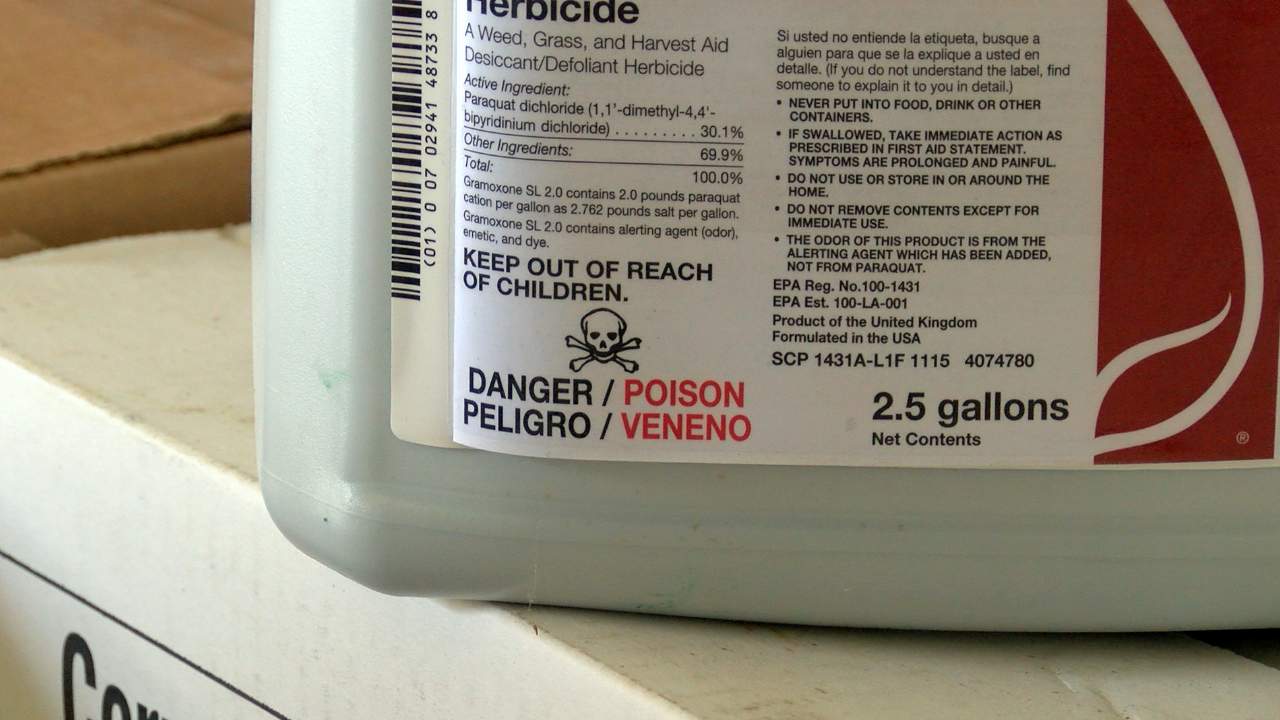 Herbicide
A Weed, Grass, and Harvest Aid
Desiccant/Defoliant Herbicide
Active Ingredient:
Paraquat dichloride (1,1'-dimethyl-4,4'-
bipyridinium dichloride) . . . . . . . . . 30.1%
Other Ingredients: 69.9%
Total: 100.0%
Gramoxone SL 2.0 contains 2.0 pounds paraquat
cation per gallon as 2.762 pounds salt per gallon.
Gramoxone SL 2.0 contains alerting agent (odor),
emetic, and dye.
KEEP OUT OF REACH
OF CHILDREN.
DANGER / POISON
PELIGRO / VENENO
(01) 0 07 02941 48733 8
Si usted no entiende la etiqueta, busque a
alguien para que se la explique a usted en
detalle. (If you do not understand the label, find
someone to explain it to you in detail.)
• NEVER PUT INTO FOOD, DRINK OR OTHER
CONTAINERS.
• IF SWALLOWED, TAKE IMMEDIATE ACTION AS
PRESCRIBED IN FIRST AID STATEMENT.
SYMPTOMS ARE PROLONGED AND PAINFUL.
• DO NOT USE OR STORE IN OR AROUND THE
HOME.
• DO NOT REMOVE CONTENTS EXCEPT FOR
IMMEDIATE USE.
• THE ODOR OF THIS PRODUCT IS FROM THE
ALERTING AGENT WHICH HAS BEEN ADDED,
NOT FROM PARAQUAT.
EPA Reg. No.100-1431
EPA Est. 100-LA-001
Product of the United Kingdom
Formulated in the USA
SCP 1431A-L1F 1115 4074780
2.5 gallons
Net Contents
®